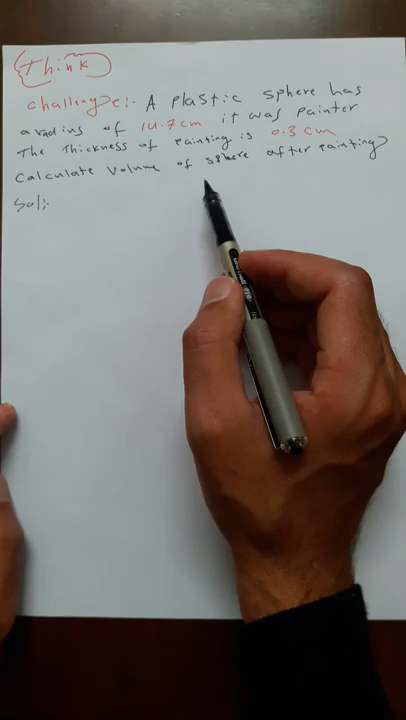 Think
challenge:- A Plastic sphere has
a radius of 14.7 cm it was Painter
The Thickness of Painting is 0.3 cm
Calculate Volume of sphere after Painting?
Sol: